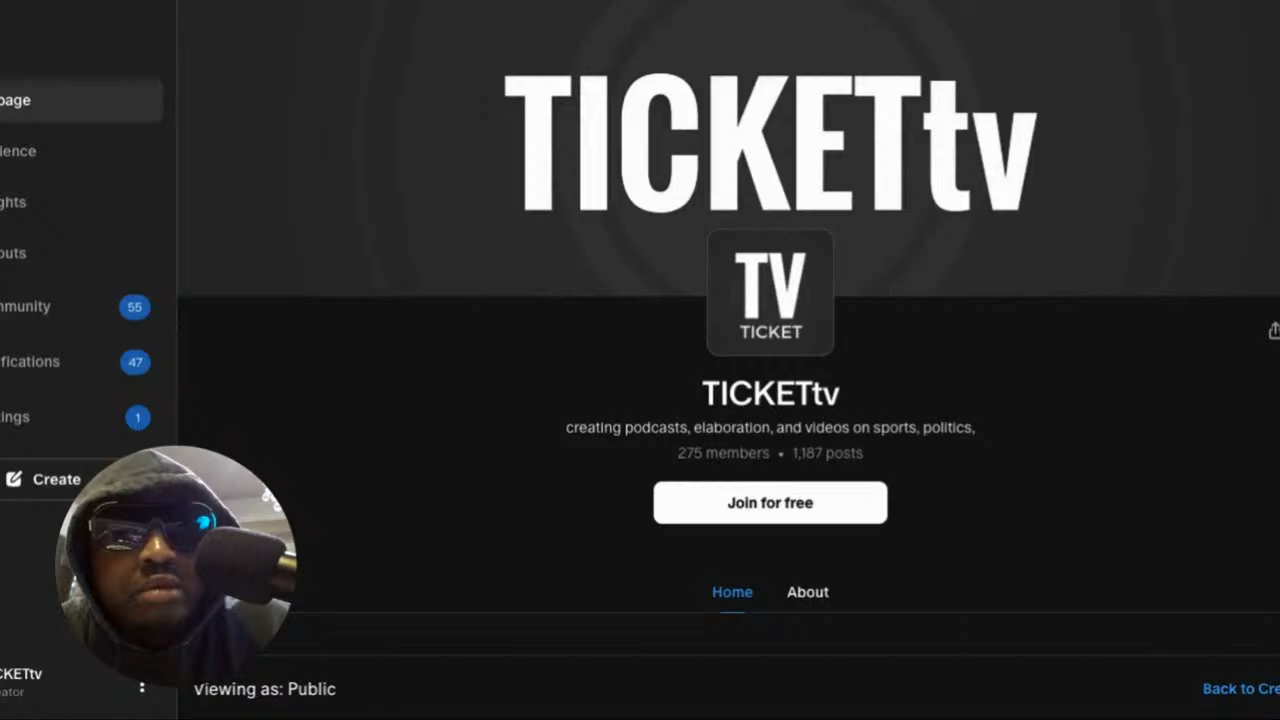 page
ience
ghts
outs
mmunity 55
fications 47
ings 1
Create
CKETtv
eator
TICKETtv
TV
TICKET
TICKETtv
creating podcasts, elaboration, and videos on sports, politics,
275 members • 1,187 posts
Join for free
Home About
Viewing as: Public
Back to Cre